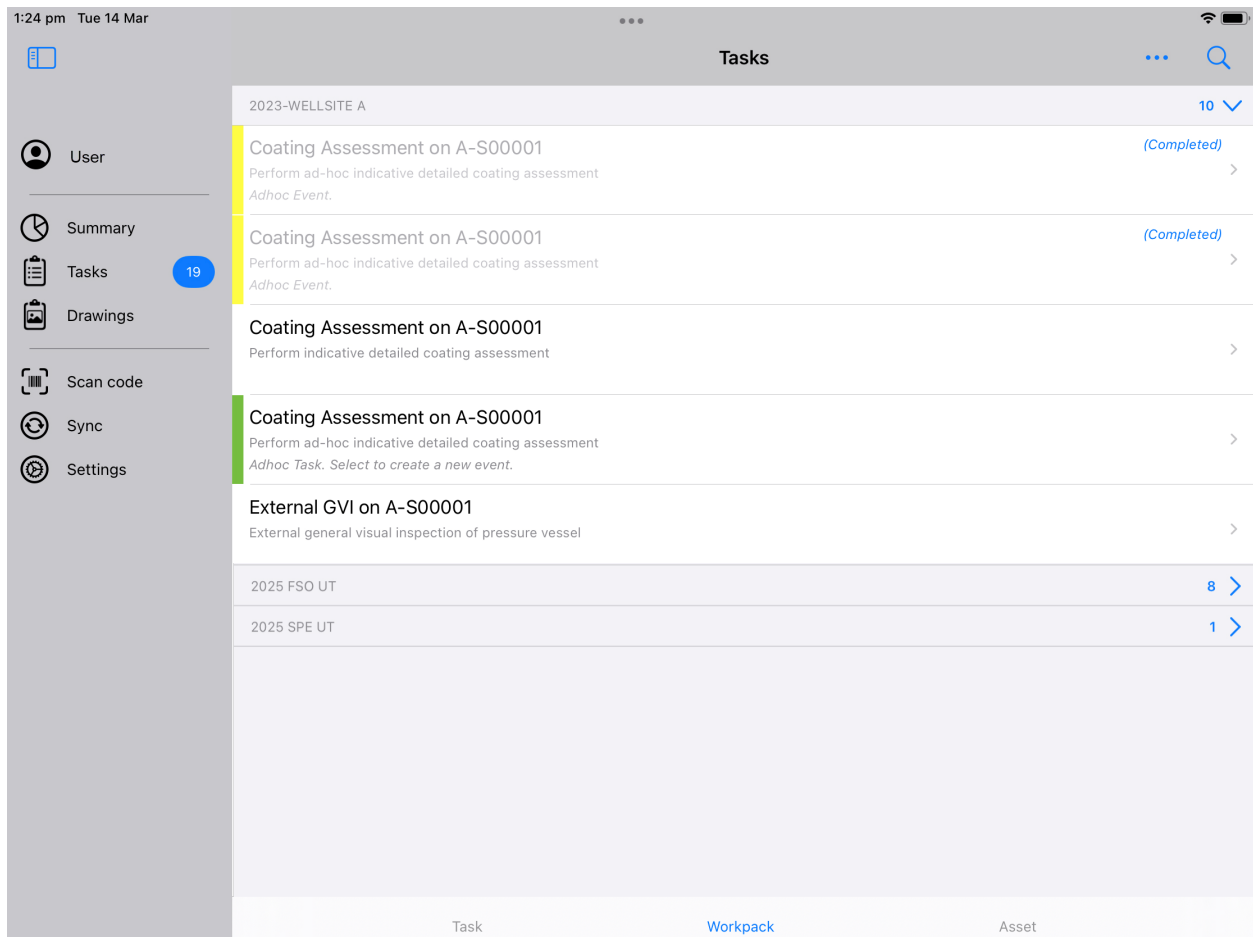 1:24 pm Tue 14 Mar
Tasks
User
Summary
Tasks 19
Drawings
Scan code
Sync
Settings
2023-WELLSITE A 10
Coating Assessment on A-S00001 (Completed)
Perform ad-hoc indicative detailed coating assessment
Adhoc Event.
Coating Assessment on A-S00001 (Completed)
Perform ad-hoc indicative detailed coating assessment
Adhoc Event.
Coating Assessment on A-S00001
Perform indicative detailed coating assessment
Coating Assessment on A-S00001
Perform ad-hoc indicative detailed coating assessment
Adhoc Task. Select to create a new event.
External GVI on A-S00001
External general visual inspection of pressure vessel
2025 FSO UT 8
2025 SPE UT 1
Task Workpack Asset